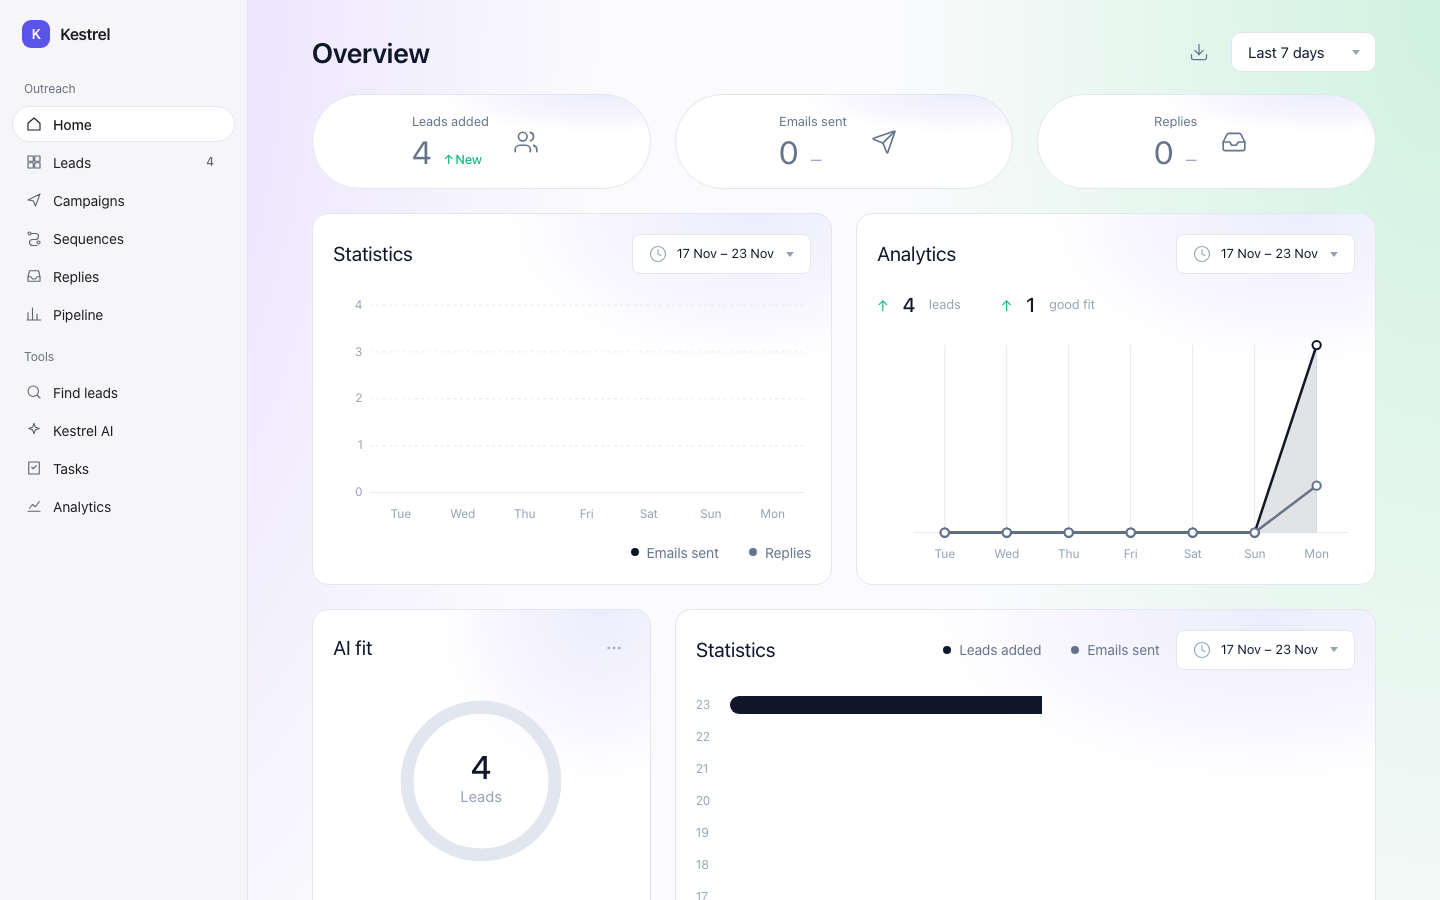 K Kestrel
Outreach
Home
Leads 4
Campaigns
Sequences
Replies
Pipeline
Tools
Find leads
Kestrel AI
Tasks
Analytics
Overview
Last 7 days
Leads added
4 ↑New
Emails sent
0 –
Replies
0 –
Statistics
17 Nov – 23 Nov
4
3
2
1
0
Tue Wed Thu Fri Sat Sun Mon
Emails sent Replies
Analytics
17 Nov – 23 Nov
↑ 4 leads ↑ 1 good fit
Tue Wed Thu Fri Sat Sun Mon
AI fit
4
Leads
Statistics
Leads added Emails sent 17 Nov – 23 Nov
23
22
21
20
19
18
17